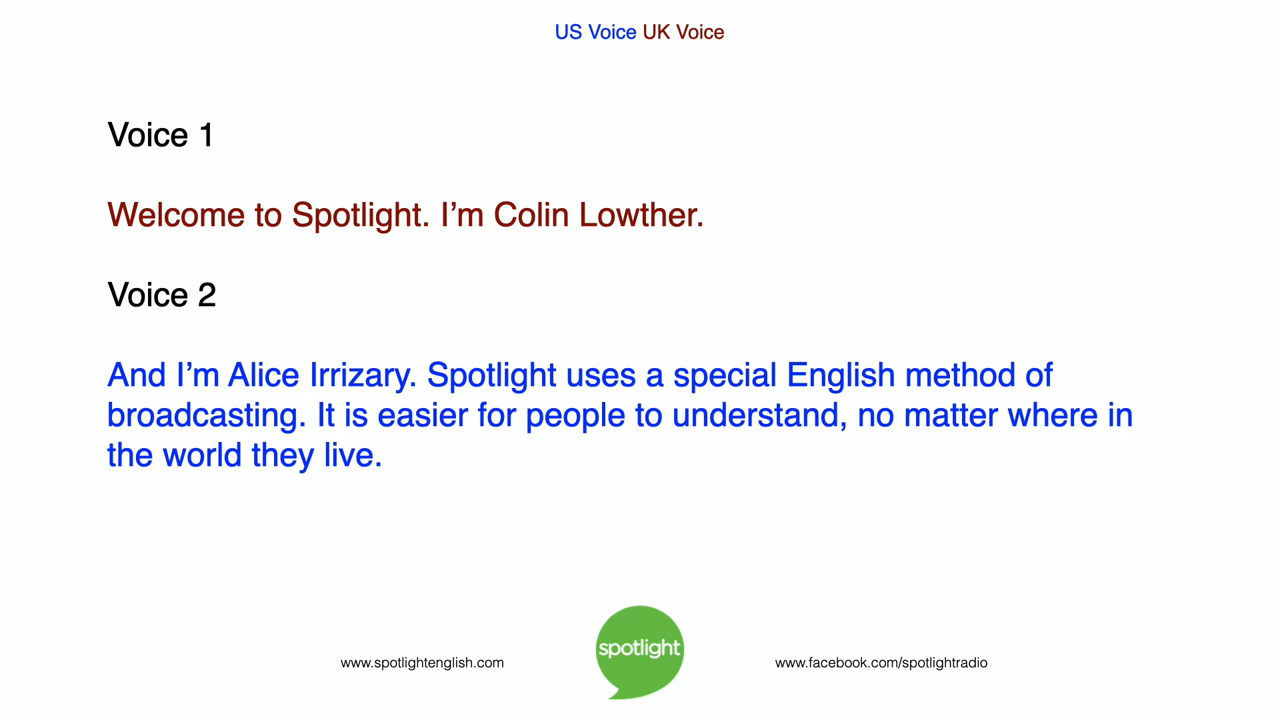 US Voice UK Voice
Voice 1
Welcome to Spotlight. I’m Colin Lowther.
Voice 2
And I’m Alice Irrizary. Spotlight uses a special English method of
broadcasting. It is easier for people to understand, no matter where in
the world they live.
spotlight
www.spotlightenglish.com
www.facebook.com/spotlightradio